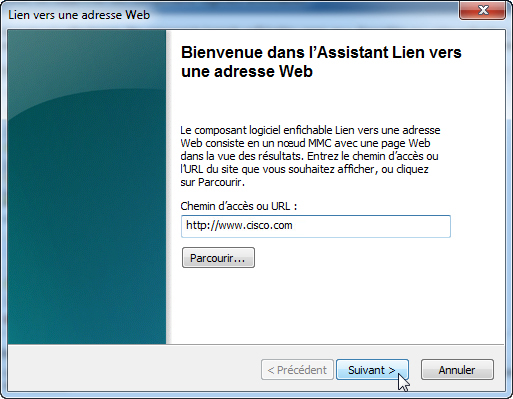 Lien vers une adresse Web
Bienvenue dans l'Assistant Lien vers
une adresse Web
Le composant logiciel enfichable Lien vers une adresse
Web consiste en un nœud MMC avec une page Web
dans la vue des résultats. Entrez le chemin d'accès ou
l'URL du site que vous souhaitez afficher, ou cliquez
sur Parcourir.
Chemin d'accès ou URL :
http://www.cisco.com
Parcourir...
< Précédent
Suivant >
Annuler